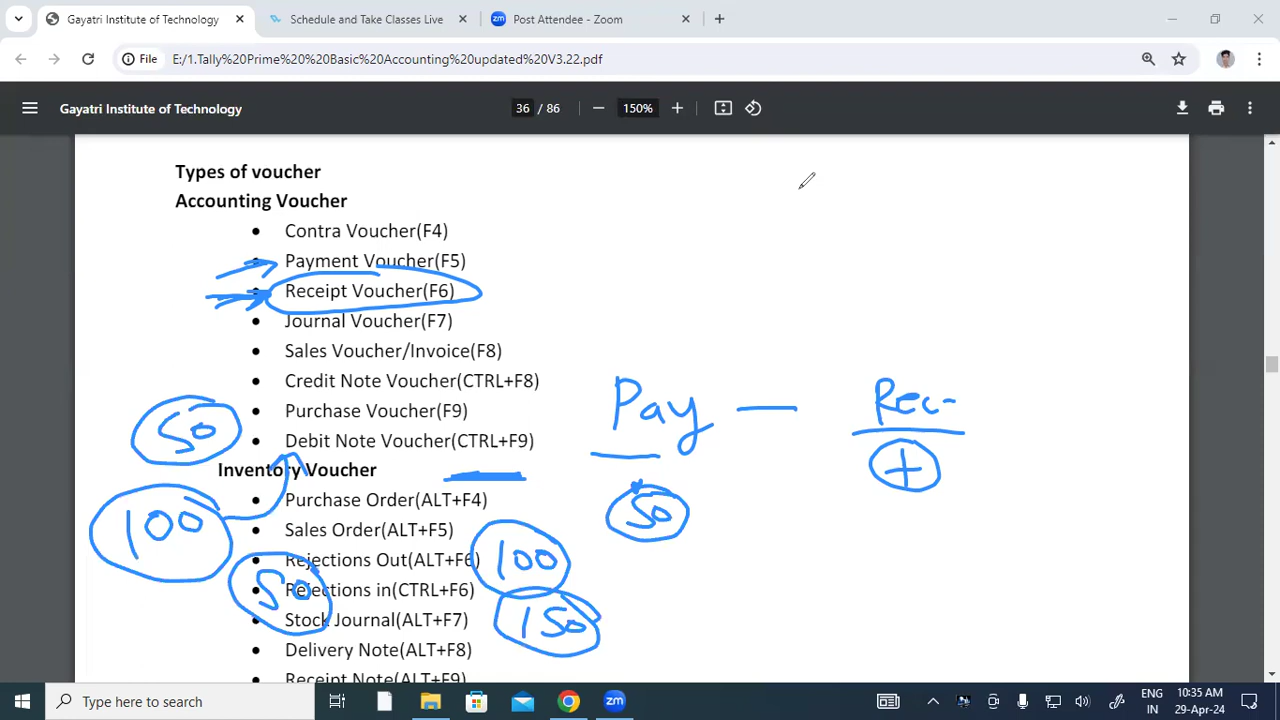 Gayatri Institute of Technology
Schedule and Take Classes Live
Post Attendee - Zoom
File
E:/1.Tally%20Prime%20%20Basic%20Accounting%20updated%20V3.22.pdf
Gayatri Institute of Technology
36 / 86
150%
Types of voucher
Accounting Voucher
• Contra Voucher(F4)
• Payment Voucher(F5)
• Receipt Voucher(F6)
• Journal Voucher(F7)
• Sales Voucher/Invoice(F8)
• Credit Note Voucher(CTRL+F8)
Pay — Rec-
• Purchase Voucher(F9)
50
• Debit Note Voucher(CTRL+F9)
+
Inventory Voucher
• Purchase Order(ALT+F4)
50
100
• Sales Order(ALT+F5)
• Rejections Out(ALT+F6)
100
• Rejections in(CTRL+F6)
50
• Stock Journal(ALT+F7)
150
• Delivery Note(ALT+F8)
• Receipt Note(ALT+F9)
Type here to search
ENG
IN
10:35 AM
29-Apr-24